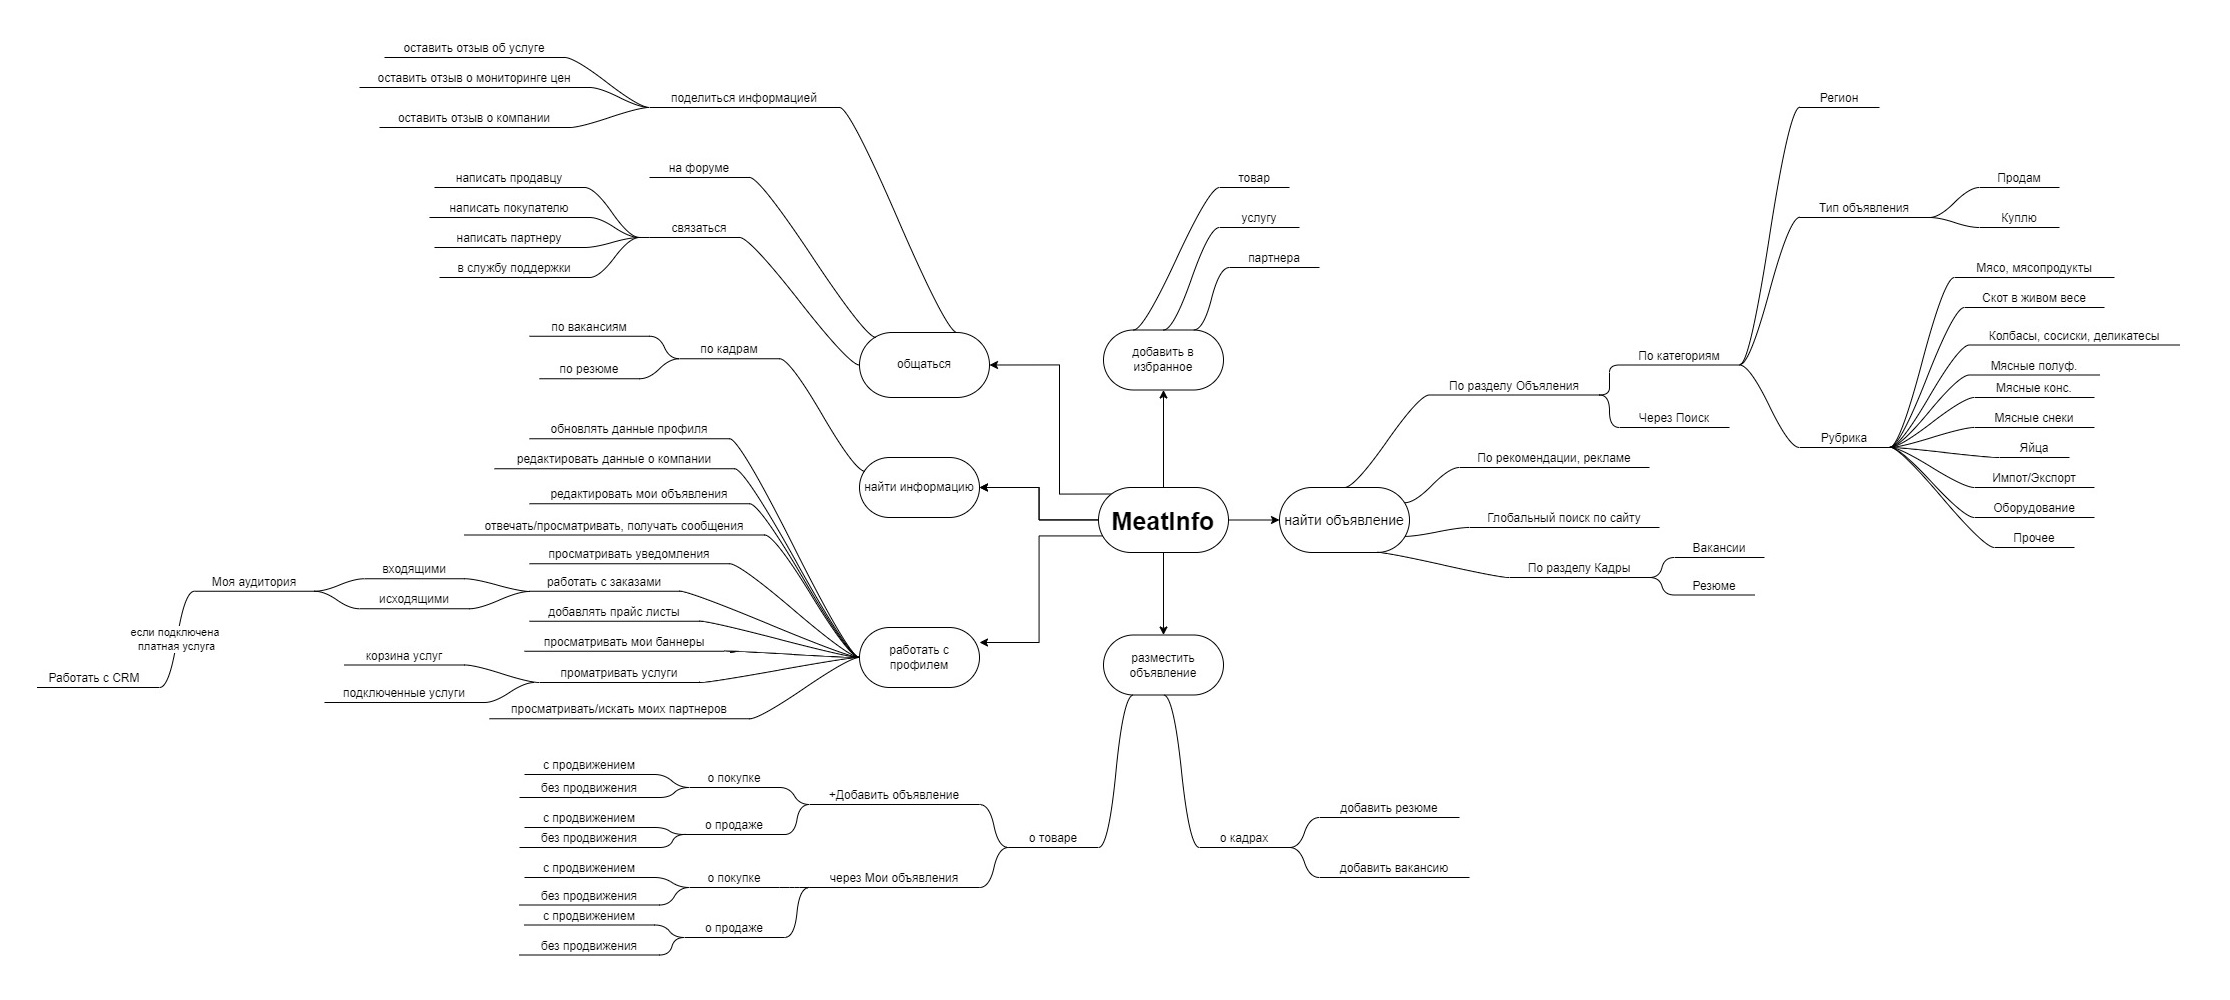 оставить отзыв об услуге
оставить отзыв о мониторинге цен
оставить отзыв о компании
поделиться информацией
на форуме
написать продавцу
написать покупателю
написать партнеру
в службу поддержки
связаться
общаться
по вакансиям
по резюме
по кадрам
найти информацию
обновлять данные профиля
редактировать данные о компании
редактировать мои объявления
отвечать/просматривать, получать сообщения
просматривать уведомления
работать с заказами
входящими
исходящими
Моя аудитория
если подключена
платная услуга
Работать с CRM
добавлять прайс листы
просматривать мои баннеры
проматривать услуги
корзина услуг
подключенные услуги
просматривать/искать моих партнеров
работать с
профилем
MeatInfo
товар
услугу
партнера
добавить в
избранное
найти объявление
По разделу Объяления
По категориям
Через Поиск
Регион
Тип объявления
Продам
Куплю
Рубрика
Мясо, мясопродукты
Скот в живом весе
Колбасы, сосиски, деликатесы
Мясные полуф.
Мясные конс.
Мясные снеки
Яйца
Импот/Экспорт
Оборудование
Прочее
По рекомендации, рекламе
Глобальный поиск по сайту
По разделу Кадры
Вакансии
Резюме
разместить
объявление
о товаре
+Добавить объявление
о покупке
с продвижением
без продвижения
о продаже
с продвижением
без продвижения
через Мои объявления
о покупке
с продвижением
без продвижения
о продаже
с продвижением
без продвижения
о кадрах
добавить резюме
добавить вакансию